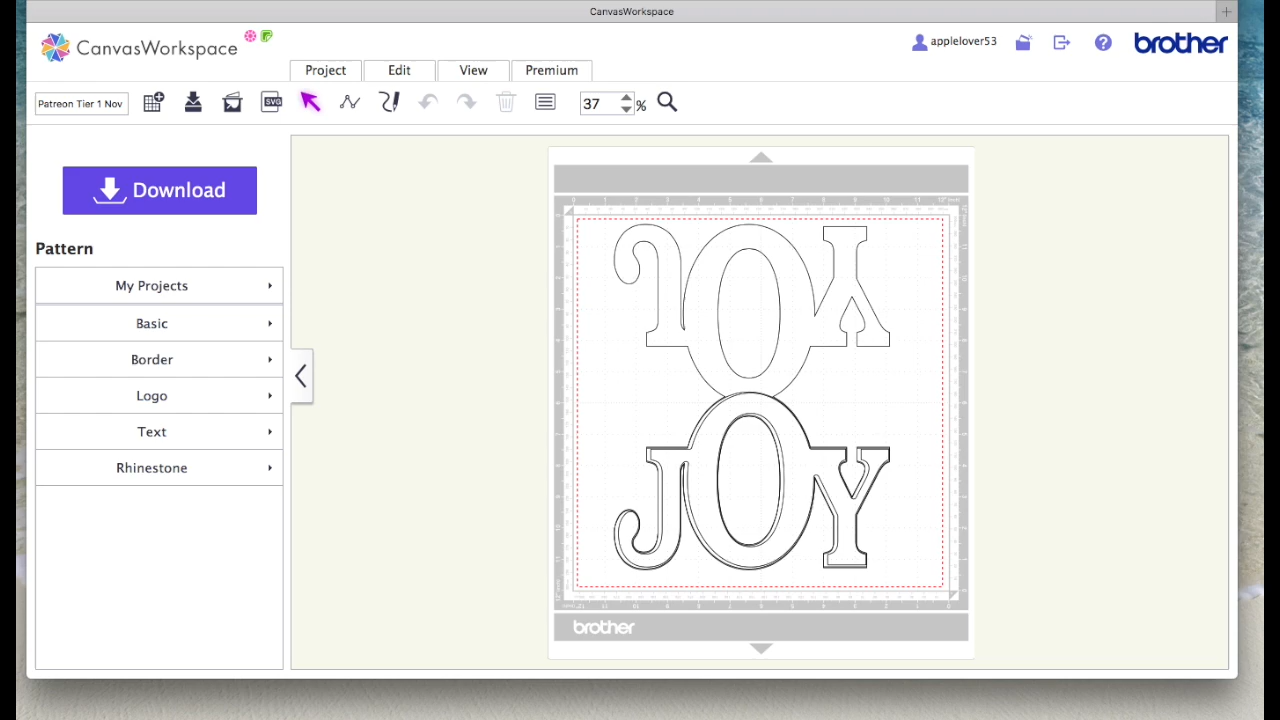 CanvasWorkspace
CanvasWorkspace
applelover53
brother
Project
Edit
View
Premium
Patreon Tier 1 Nov
SVG
37
%
Download
Pattern
My Projects
Basic
Border
Logo
Text
Rhinestone
JOY
JOY
brother